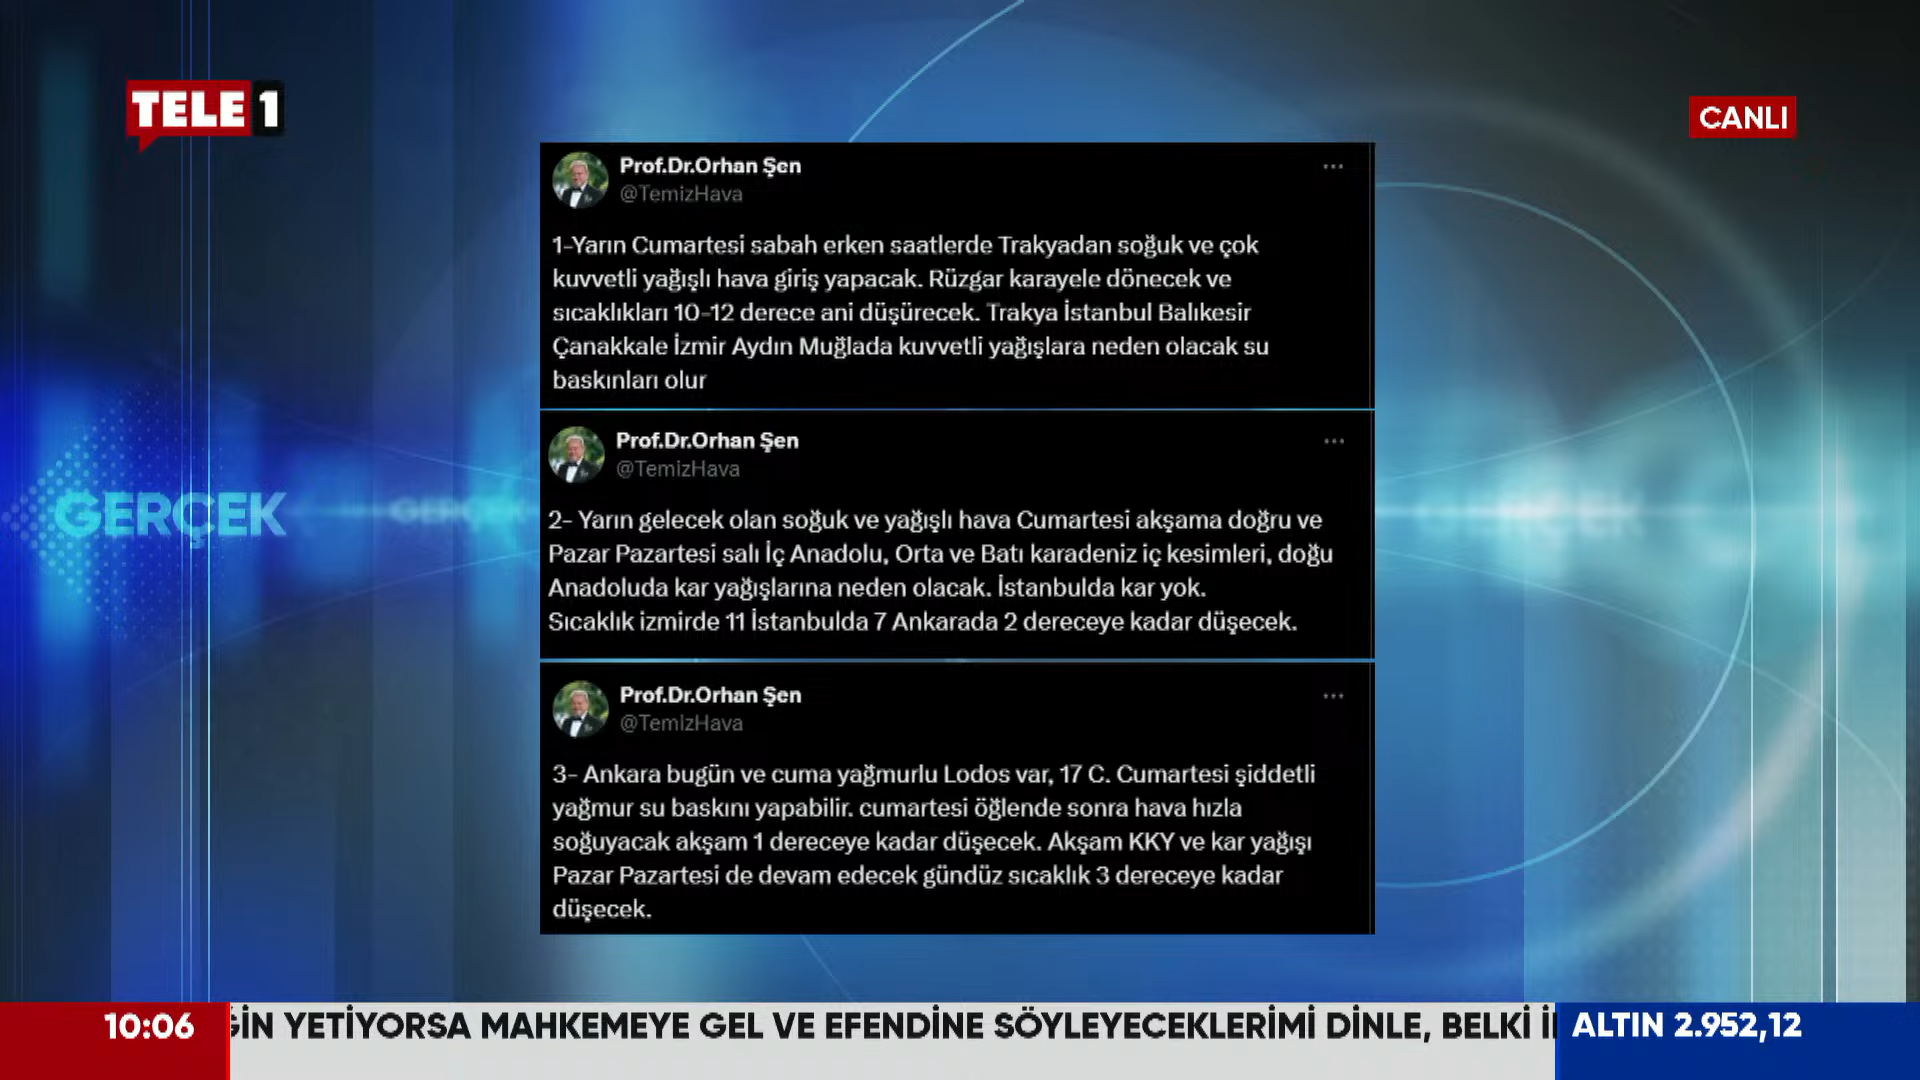 TELE 1
CANLI
Prof.Dr.Orhan Şen
@TemizHava
1-Yarın Cumartesi sabah erken saatlerde Trakyadan soğuk ve çok
kuvvetli yağışlı hava giriş yapacak. Rüzgar karayele dönecek ve
sıcaklıkları 10-12 derece ani düşürecek. Trakya İstanbul Balıkesir
Çanakkale İzmir Aydın Muğlada kuvvetli yağışlara neden olacak su
baskınları olur
Prof.Dr.Orhan Şen
@TemizHava
2- Yarın gelecek olan soğuk ve yağışlı hava Cumartesi akşama doğru ve
Pazar Pazartesi salı İç Anadolu, Orta ve Batı karadeniz iç kesimleri, doğu
Anadoluda kar yağışlarına neden olacak. İstanbulda kar yok.
Sıcaklık izmirde 11 İstanbulda 7 Ankarada 2 dereceye kadar düşecek.
Prof.Dr.Orhan Şen
@TemizHava
3- Ankara bugün ve cuma yağmurlu Lodos var, 17 C. Cumartesi şiddetli
yağmur su baskını yapabilir. cumartesi öğlende sonra hava hızla
soğuyacak akşam 1 dereceye kadar düşecek. Akşam KKY ve kar yağışı
Pazar Pazartesi de devam edecek gündüz sıcaklık 3 dereceye kadar
düşecek.
GERÇEK
GERÇEK
GERÇEK
10:06
ĞİN YETİYORSA MAHKEMEYE GEL VE EFENDİNE SÖYLEYECEKLERİMİ DİNLE, BELKİ
ALTIN 2.952,12